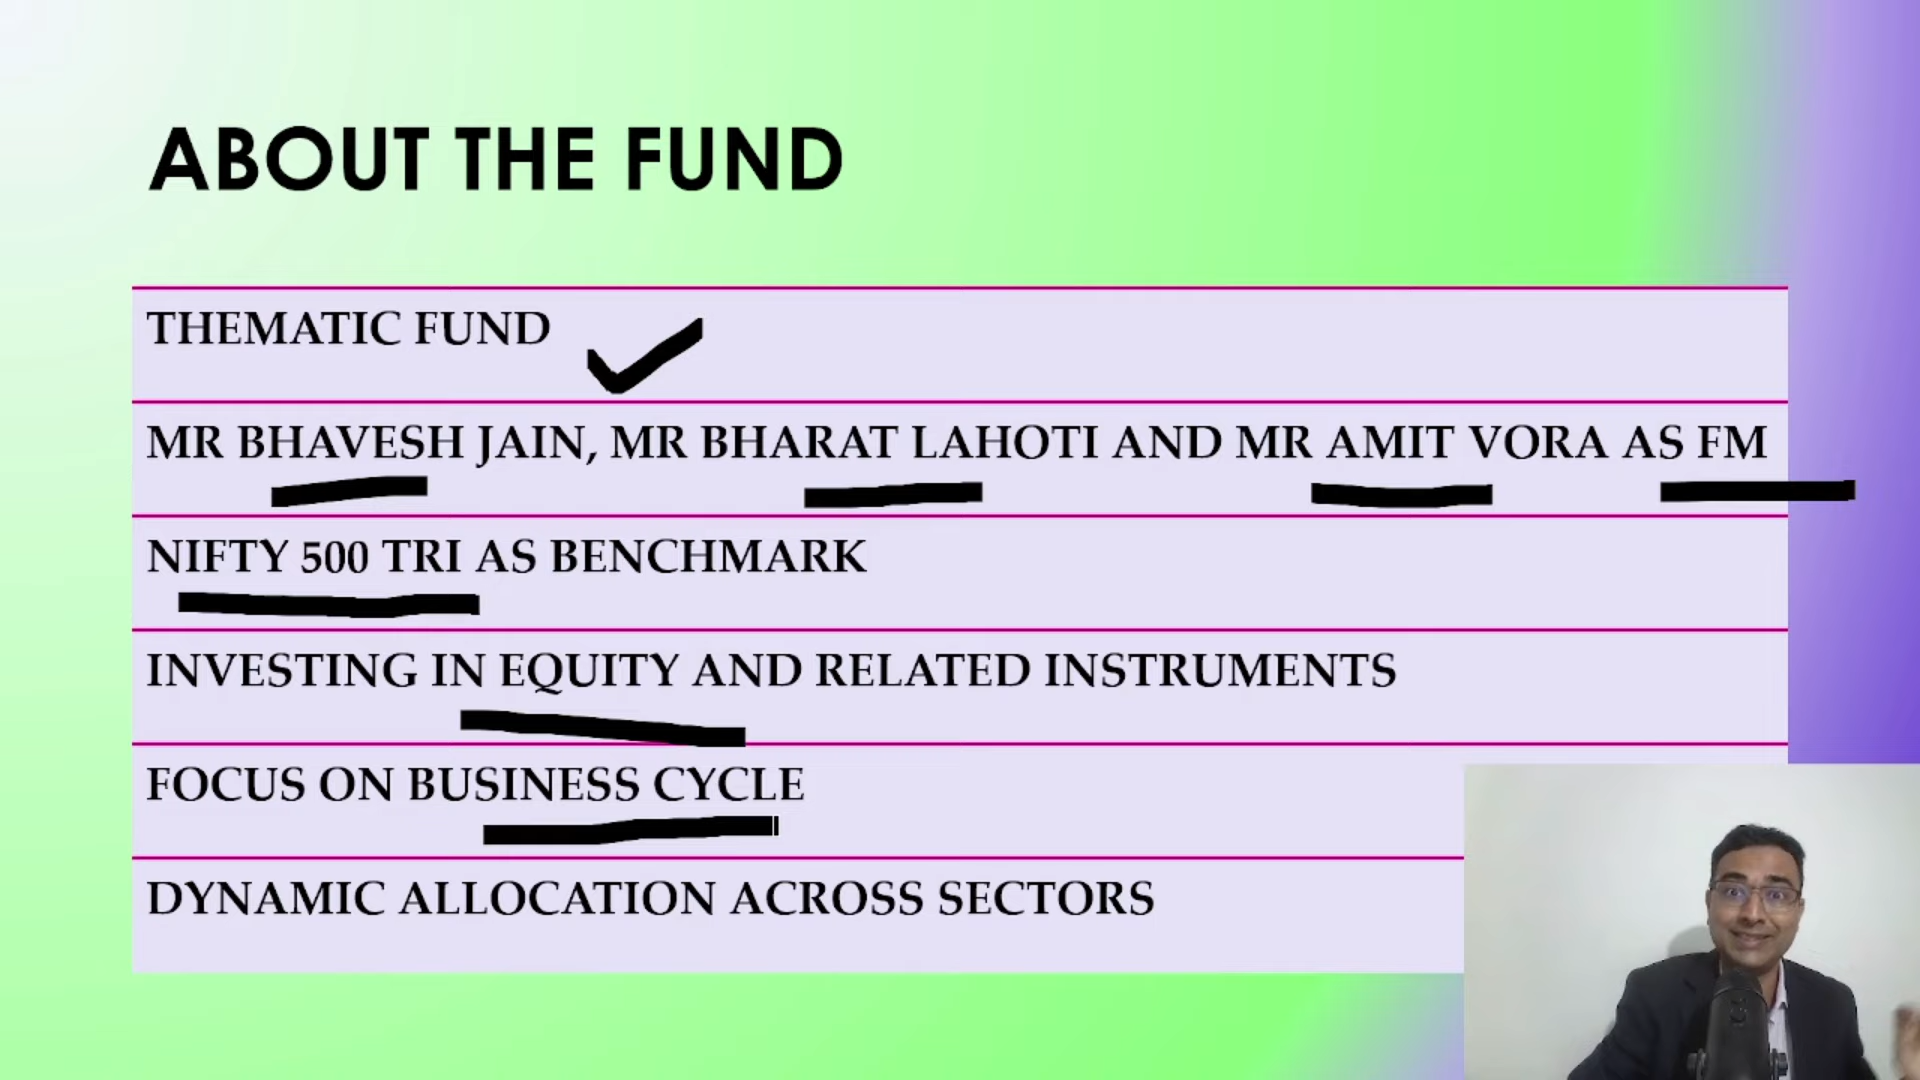 ABOUT THE FUND
THEMATIC FUND
MR BHAVESH JAIN, MR BHARAT LAHOTI AND MR AMIT VORA AS FM
NIFTY 500 TRI AS BENCHMARK
INVESTING IN EQUITY AND RELATED INSTRUMENTS
FOCUS ON BUSINESS CYCLE
DYNAMIC ALLOCATION ACROSS SECTORS